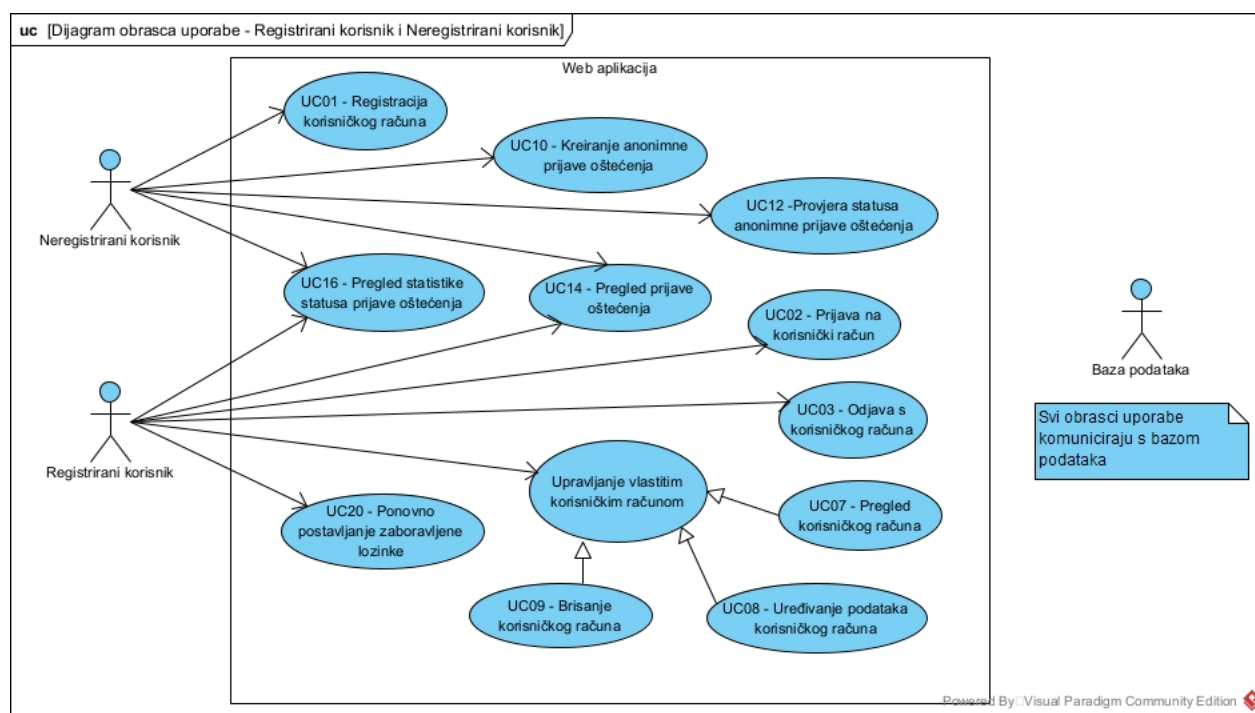 uc [Dijagram obrasca uporabe - Registrirani korisnik i Neregistrirani korisnik]
Web aplikacija
UC01 - Registracija
korisničkog računa
UC10 - Kreiranje anonimne
prijave oštećenja
UC12 -Provjera statusa
anonimne prijave oštećenja
Neregistrirani korisnik
UC16 - Pregled statistike
statusa prijave oštećenja
UC14 - Pregled prijave
oštećenja
UC02 - Prijava na
korisnički račun
Baza podataka
Svi obrasci uporabe
komuniciraju s bazom
podataka
UC03 - Odjava s
korisničkog računa
Registrirani korisnik
Upravljanje vlastitim
korisničkim računom
UC07 - Pregled
korisničkog računa
UC20 - Ponovno
postavljanje zaboravljene
lozinke
UC09 - Brisanje
korisničkog računa
UC08 - Uređivanje podataka
korisničkog računa
Powered By Visual Paradigm Community Edition